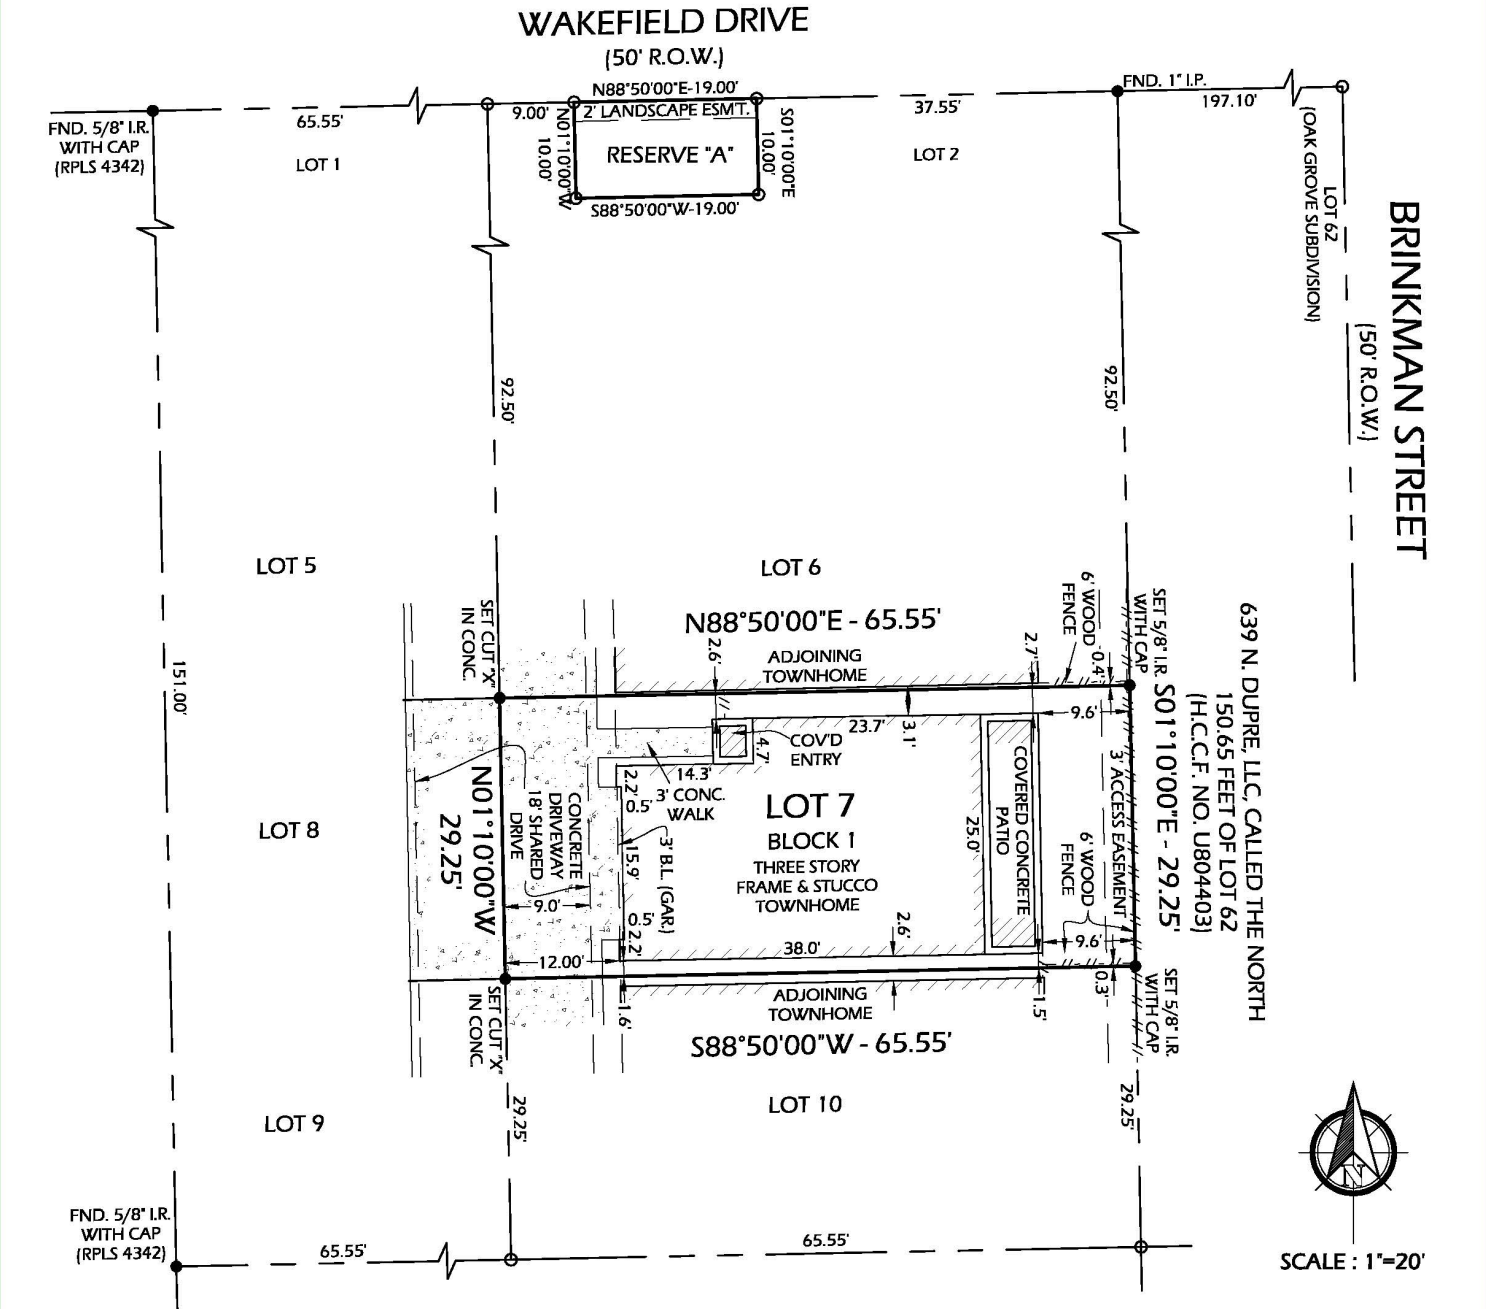 WAKEFIELD DRIVE
(50' R.O.W.)
N88°50'00"E-19.00'
FND. 1" I.P.
FND. 5/8" I.R.
WITH CAP
(RPLS 4342)
65.55'
9.00'
2' LANDSCAPE ESM'T.
37.55'
197.10'
LOT 1
N01°10'00"W
10.00'
RESERVE "A"
S01°10'00"E
10.00'
LOT 2
S88°50'00"W-19.00'
LOT 62
(OAK GROVE SUBDIVISION)
BRINKMAN STREET
(50' R.O.W.)
92.50'
92.50'
LOT 5
LOT 6
SET CUT "X"
IN CONC.
N88°50'00"E - 65.55'
6' WOOD
FENCE
SET 5/8" I.R.
WITH CAP
639 N. DUPRE, LLC, CALLED THE NORTH
150.65 FEET OF LOT 62
(H.C.C.F. NO. U804403)
151.00'
2.6'
ADJOINING
TOWNHOME
2.7'
0.4'
9.6'
S01°10'00"E - 29.25'
23.7'
3.1'
COV'D
ENTRY
4.7'
14.3'
3' CONC.
WALK
2.2'
0.5'
COVERED CONCRETE
PATIO
3' ACCESS EASEMENT
N01°10'00"W
29.25'
CONCRETE
DRIVEWAY
18' SHARED
DRIVE
LOT 8
LOT 7
BLOCK 1
THREE STORY
FRAME & STUCCO
TOWNHOME
25.0'
15.9'
3' B.L. (GAR.)
6' WOOD
FENCE
9.0'
0.5'
2.2'
2.6'
38.0'
9.6'
12.00'
SET CUT "X"
IN CONC.
1.6'
ADJOINING
TOWNHOME
1.5'
0.3'
SET 5/8" I.R.
WITH CAP
S88°50'00"W - 65.55'
LOT 9
29.25'
LOT 10
29.25'
N
FND. 5/8" I.R.
WITH CAP
(RPLS 4342)
65.55'
65.55'
SCALE : 1"=20'